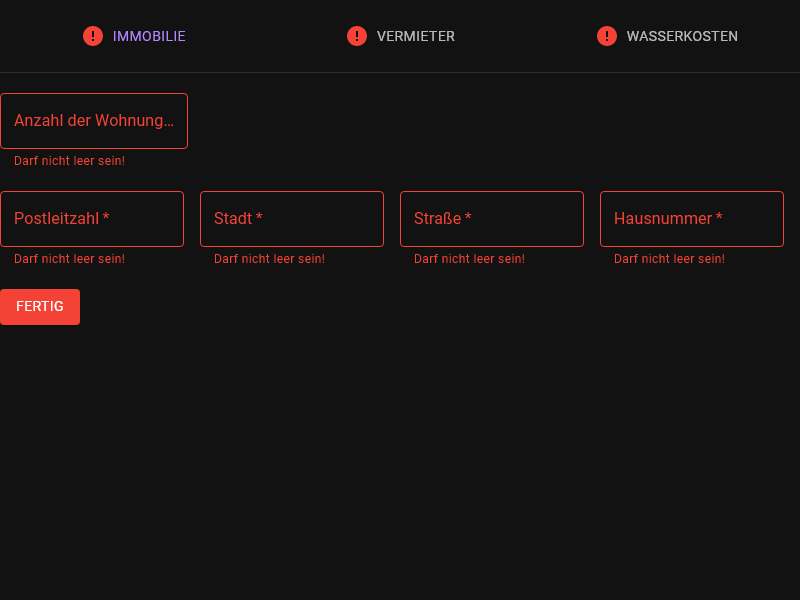 IMMOBILIE VERMIETER WASSERKOSTEN
Anzahl der Wohnung…
Darf nicht leer sein!
Postleitzahl * Stadt * Straße * Hausnummer *
Darf nicht leer sein! Darf nicht leer sein! Darf nicht leer sein! Darf nicht leer sein!
FERTIG